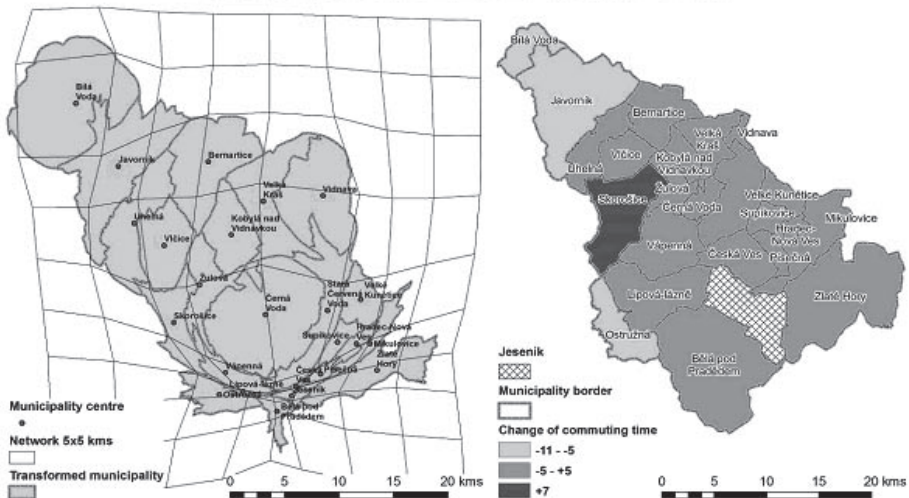 Bílá
Voda
Javorník
Bernartice
Velká
Kraš
Vidnava
Uhelná
Vlčice
Kobylá nad
Vidnávkou
Žulová
Skorošice
Černá
Voda
Stará
Červená
Voda
Velké
Kunětice
Hradec-Nová
Ves
Supíkovice
Mikulovice
Zlaté
Hory
Vápenná
Česká
Ves
Písečná
Lipová-lázně
Ostružná
Jeseník
Bělá pod
Pradědem
Municipality centre
Network 5x5 kms
Transformed municipality
0 5 10 15 20 kms
Bílá Voda
Javorník
Bernartice
Velká
Kraš
Vidnava
Vlčice
Kobylá nad
Vidnavkou
Uhelná
Žulová
Skorošice
Velké Kunětice
Černá Voda
Supíkovice
Mikulovice
Hradec-
Nová Ves
Vápenná
Česká Ves
Písečná
Lipová-lázně
Zlaté Hory
Ostružná
Bělá pod
Pradědem
Jeseník
Municipality border
Change of commuting time
-11 - -5
-5 - +5
+7
0 5 10 15 20 kms